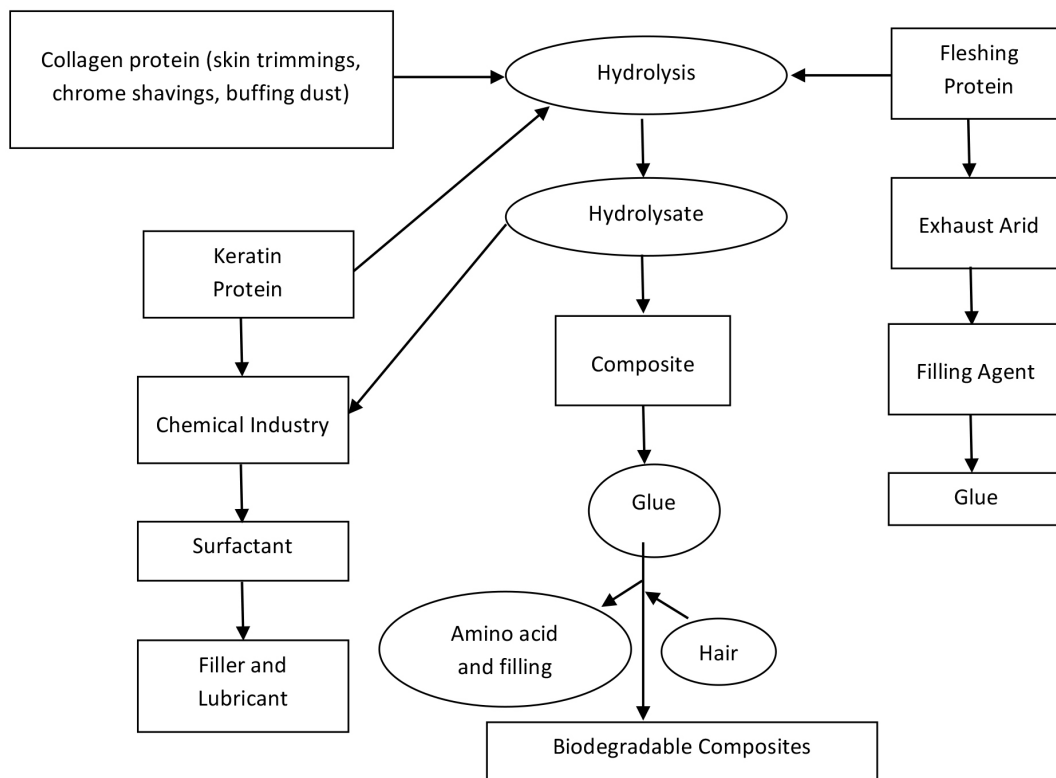 Collagen protein (skin trimmings,
chrome shavings, buffing dust)
Hydrolysis
Fleshing
Protein
Hydrolysate
Exhaust Arid
Keratin
Protein
Composite
Filling Agent
Chemical Industry
Glue
Glue
Surfactant
Amino acid
and filling
Hair
Filler and
Lubricant
Biodegradable Composites